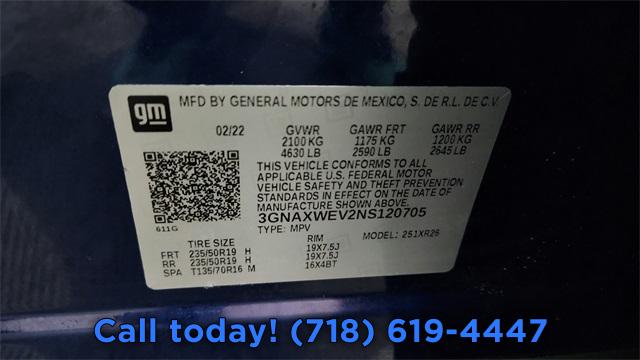 gm
MFD BY GENERAL MOTORS DE MEXICO, S. DE R.L. DE C.V.
02/22 GVWR GAWR FRT GAWR RR
2100 KG 1175 KG 1200 KG
4630 LB 2590 LB 2645 LB
THIS VEHICLE CONFORMS TO ALL
APPLICABLE U.S. FEDERAL MOTOR
VEHICLE SAFETY AND THEFT PREVENTION
STANDARDS IN EFFECT ON THE DATE OF
MANUFACTURE SHOWN ABOVE.
3GNAXWEV2NS120705
611G
TYPE: MPV MODEL: 251XR26
TIRE SIZE RIM
FRT 235/50R19 H 19X7.5J
RR 235/50R19 H 19X7.5J
SPA T135/70R16 M 16X4BT
Call today! (718) 619-4447